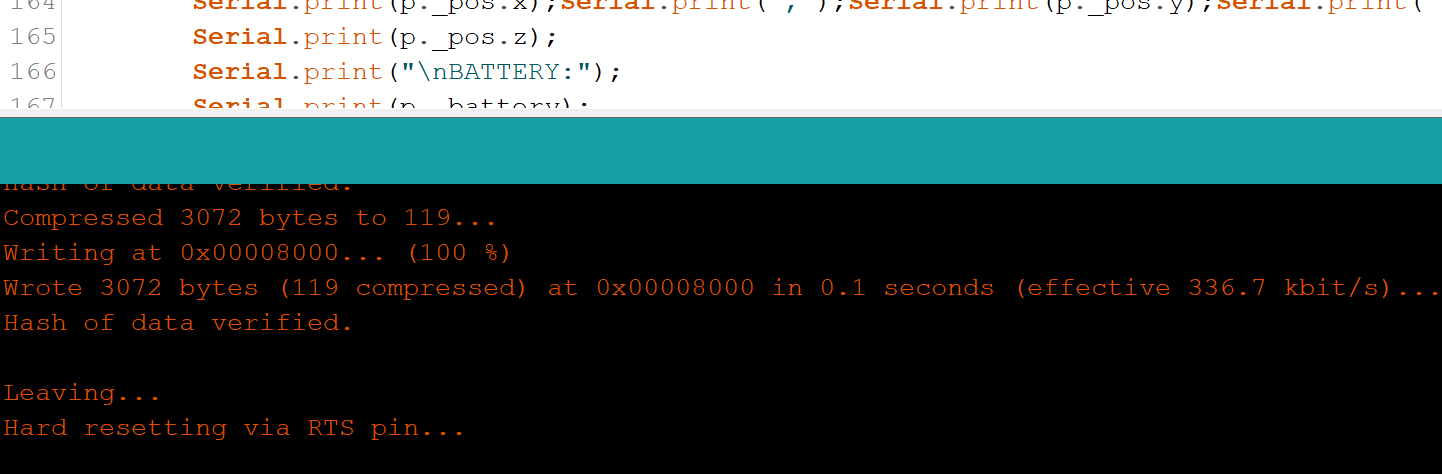 164 Serial.print(p._pos.x);Serial.print(",");Serial.print(p._pos.y);Serial.print(
165 Serial.print(p._pos.z);
166 Serial.print("\nBATTERY:");
167 Serial.print(p._battery);
Hash of data verified.
Compressed 3072 bytes to 119...
Writing at 0x00008000... (100 %)
Wrote 3072 bytes (119 compressed) at 0x00008000 in 0.1 seconds (effective 336.7 kbit/s)...
Hash of data verified.
Leaving...
Hard resetting via RTS pin...